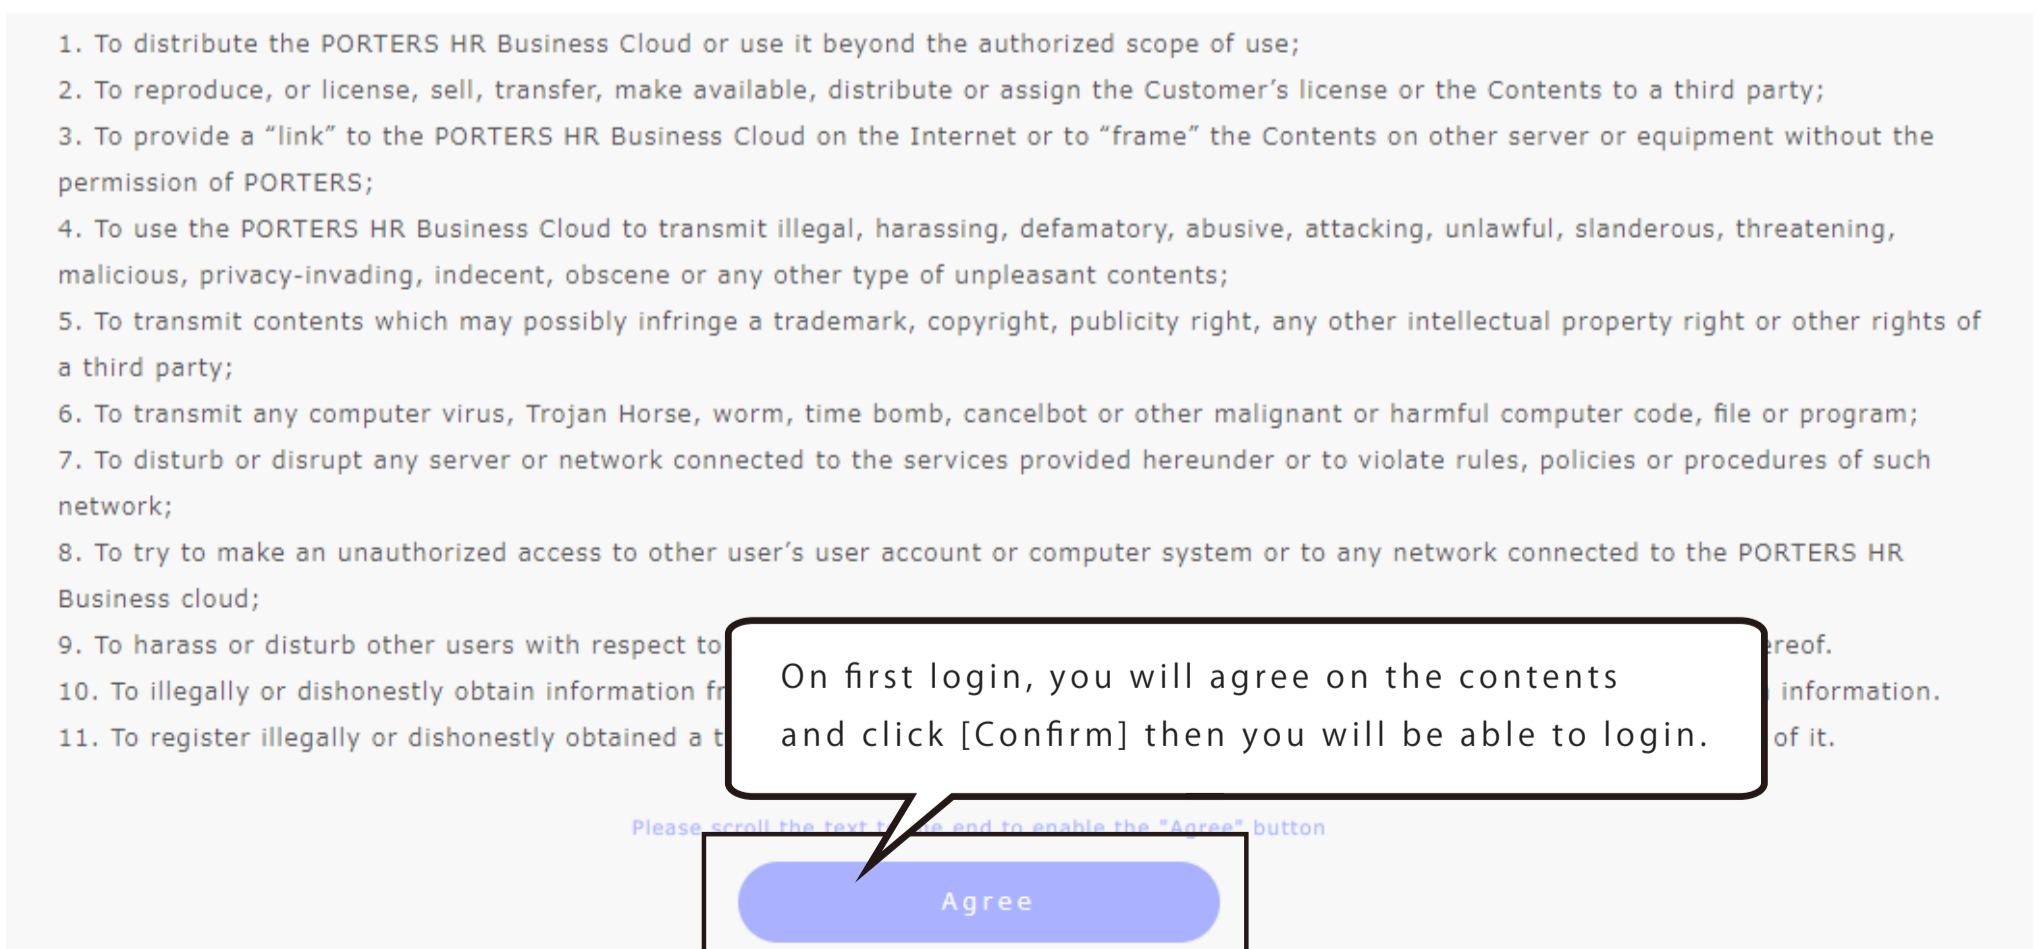 1. To distribute the PORTERS HR Business Cloud or use it beyond the authorized scope of use;
2. To reproduce, or license, sell, transfer, make available, distribute or assign the Customer’s license or the Contents to a third party;
3. To provide a “link” to the PORTERS HR Business Cloud on the Internet or to “frame” the Contents on other server or equipment without the
permission of PORTERS;
4. To use the PORTERS HR Business Cloud to transmit illegal, harassing, defamatory, abusive, attacking, unlawful, slanderous, threatening,
malicious, privacy-invading, indecent, obscene or any other type of unpleasant contents;
5. To transmit contents which may possibly infringe a trademark, copyright, publicity right, any other intellectual property right or other rights of
a third party;
6. To transmit any computer virus, Trojan Horse, worm, time bomb, cancelbot or other malignant or harmful computer code, file or program;
7. To disturb or disrupt any server or network connected to the services provided hereunder or to violate rules, policies or procedures of such
network;
8. To try to make an unauthorized access to other user’s user account or computer system or to any network connected to the PORTERS HR
Business cloud;
9. To harass or disturb other users with respect to
10. To illegally or dishonestly obtain information information.
11. To register illegally or dishonestly obtained a of it.
On first login, you will agree on the contents
and click [Confirm] then you will be able to login.
Please scroll the text to the end to enable the "Agree" button
Agree